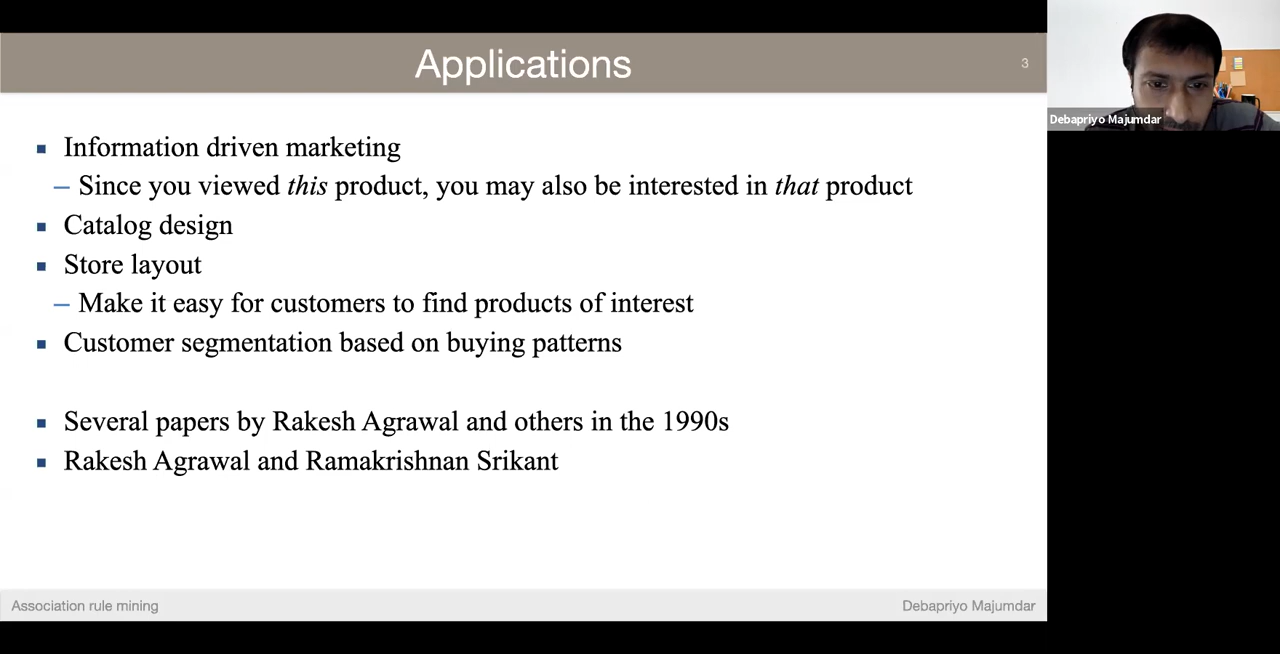 Applications
3
Information driven marketing
– Since you viewed this product, you may also be interested in that product
Catalog design
Store layout
– Make it easy for customers to find products of interest
Customer segmentation based on buying patterns
Several papers by Rakesh Agrawal and others in the 1990s
Rakesh Agrawal and Ramakrishnan Srikant
Association rule mining
Debapriyo Majumdar
Debapriyo Majumdar